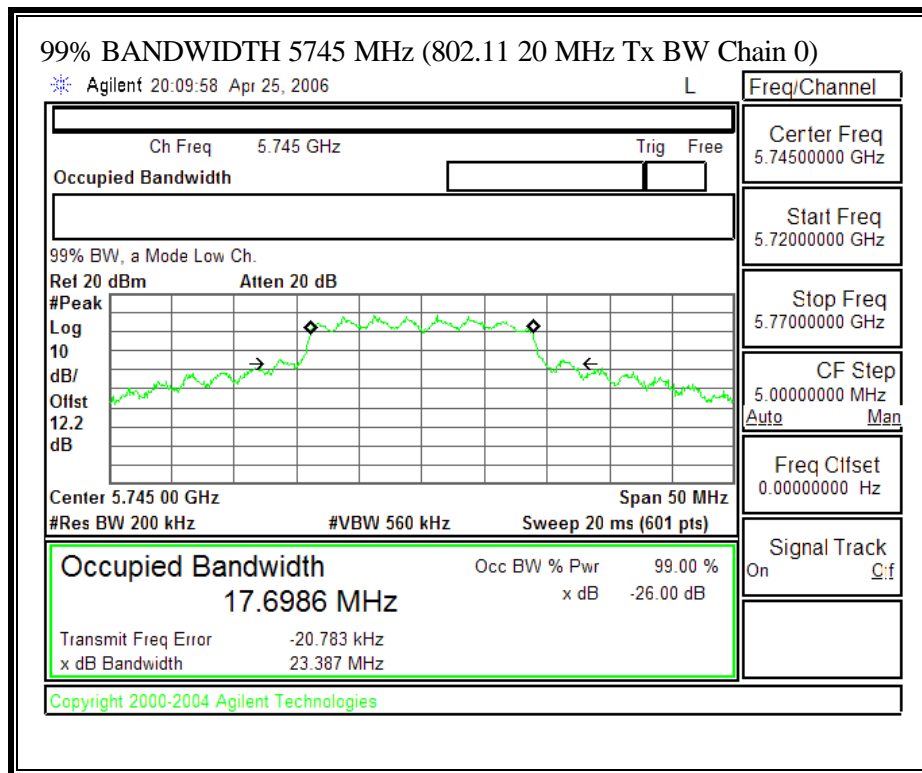 99% BANDWIDTH 5745 MHz (802.11 20 MHz Tx BW Chain 0)
Agilent 20:09:58 Apr 25, 2006 L
Freq/Channel
Ch Freq 5.745 GHz Trig Free
Occupied Bandwidth
Center Freq
5.74500000 GHz
Start Freq
5.72000000 GHz
Stop Freq
5.77000000 GHz
CF Step
5.00000000 MHz
Auto Man
Freq Offset
0.00000000 Hz
Signal Track
On Off
99% BW, a Mode Low Ch.
Ref 20 dBm Atten 20 dB
#Peak
Log
10
dB/
Offst
12.2
dB
Center 5.745 00 GHz Span 50 MHz
#Res BW 200 kHz #VBW 560 kHz Sweep 20 ms (601 pts)
Occupied Bandwidth Occ BW % Pwr 99.00 %
17.6986 MHz x dB -26.00 dB
Transmit Freq Error -20.783 kHz
x dB Bandwidth 23.387 MHz
Copyright 2000-2004 Agilent Technologies